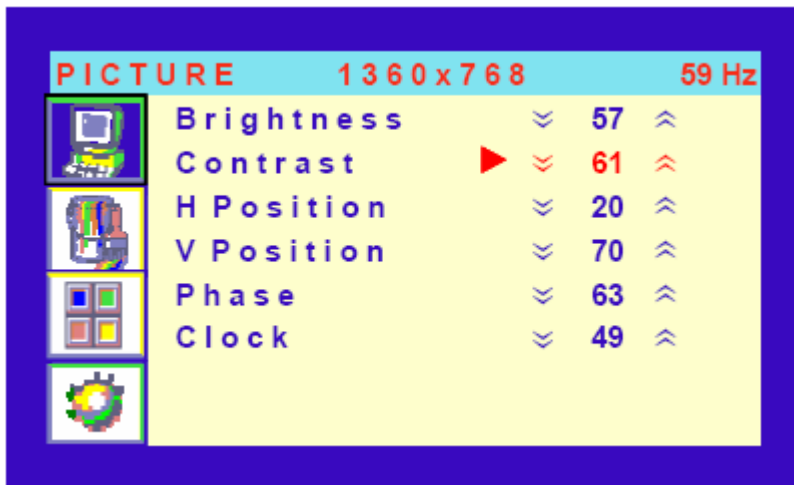 PICTURE 1360x768 59 Hz
Brightness 57
Contrast 61
H Position 20
V Position 70
Phase 63
Clock 49